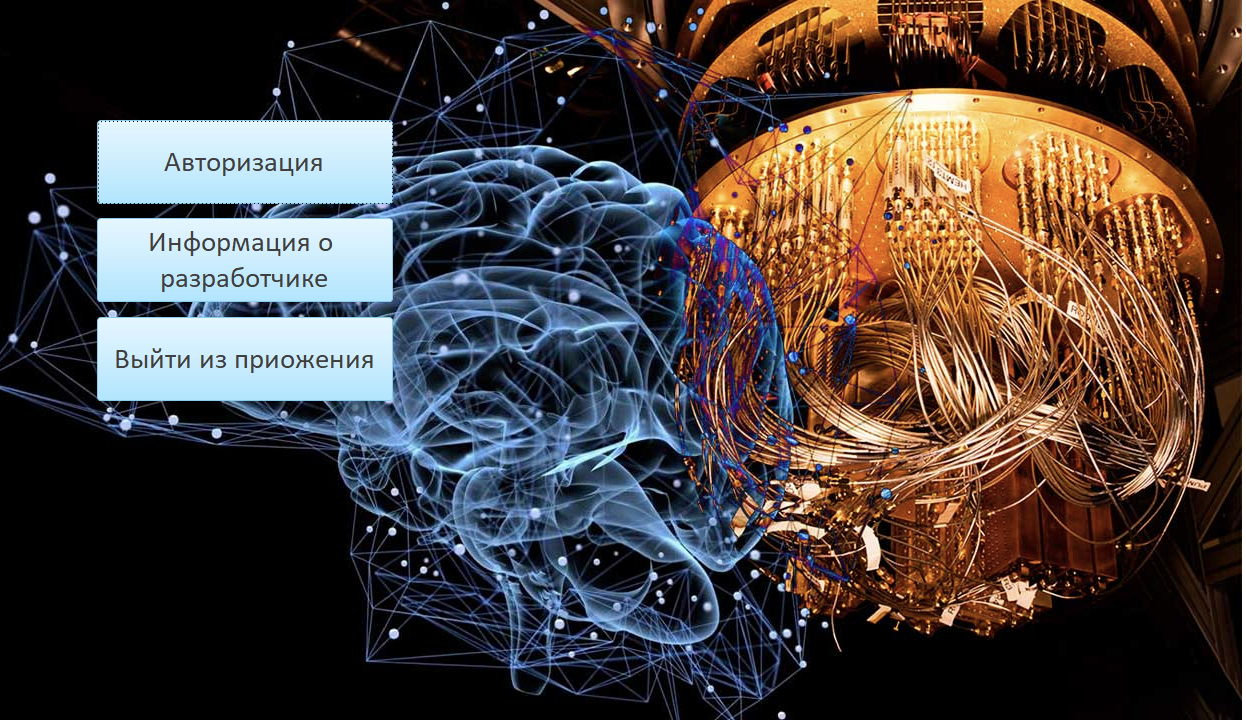 Авторизация
Информация о
разработчике
Выйти из приожения